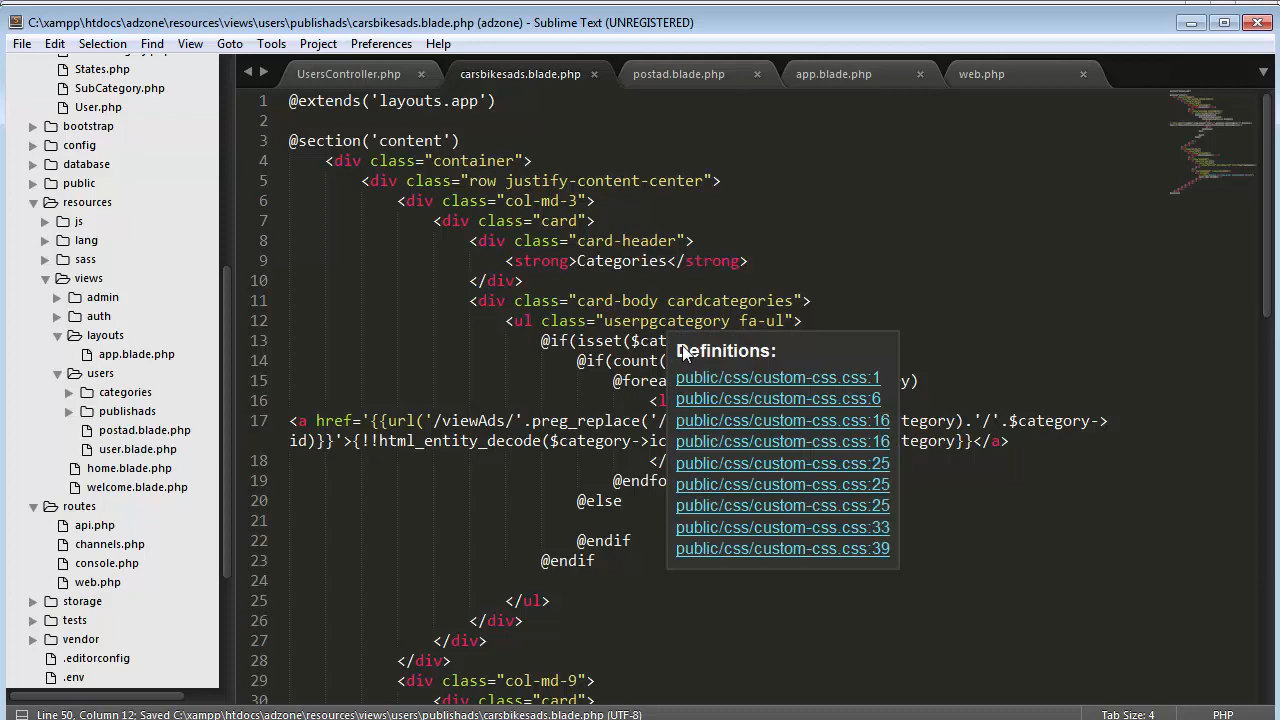 C:\xampp\htdocs\adzone\resources\views\users\publishads\carsbikesads.blade.php (adzone) - Sublime Text (UNREGISTERED)
File Edit Selection Find View Goto Tools Project Preferences Help
States.php
SubCategory.php
User.php
bootstrap
config
database
public
resources
js
lang
sass
views
admin
auth
layouts
app.blade.php
users
categories
publishads
postad.blade.php
user.blade.php
home.blade.php
welcome.blade.php
routes
api.php
channels.php
console.php
web.php
storage
tests
vendor
.editorconfig
.env
UsersController.php carsbikesads.blade.php postad.blade.php app.blade.php web.php
1 @extends('layouts.app')
2
3 @section('content')
4 <div class="container">
5 <div class="row justify-content-center">
6 <div class="col-md-3">
7 <div class="card">
8 <div class="card-header">
9 <strong>Categories</strong>
10 </div>
11 <div class="card-body cardcategories">
12 <ul class="userpgcategory fa-ul">
13 @if(isset($cat
14 @if(count(
15 @forea y)
16 <l
17 <a href='{{url('/viewAds/'.preg_replace('/ category).'/'.$category->
id)}}'>{!!html_entity_decode($category->ic tegory}}</a>
18 </
19 @endfo
20 @else
21
22 @endif
23 @endif
24
25 </ul>
26 </div>
27 </div>
28 </div>
29 <div class="col-md-9">
30 <div class="card">
Definitions:
public/css/custom-css.css:1
public/css/custom-css.css:6
public/css/custom-css.css:16
public/css/custom-css.css:16
public/css/custom-css.css:25
public/css/custom-css.css:25
public/css/custom-css.css:25
public/css/custom-css.css:33
public/css/custom-css.css:39
Line 50, Column 12; Saved C:\xampp\htdocs\adzone\resources\views\users\publishads\carsbikesads.blade.php (UTF-8) Tab Size: 4 PHP